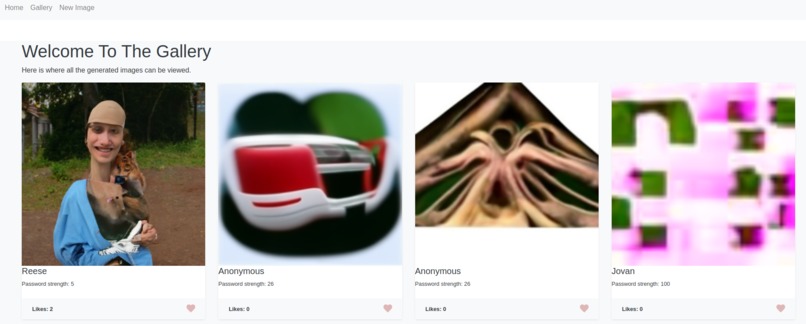 Home Gallery New Image
Welcome To The Gallery
Here is where all the generated images can be viewed.
Reese
Password strength: 5
Likes: 2
Anonymous
Password strength: 26
Likes: 0
Anonymous
Password strength: 26
Likes: 0
Jovan
Password strength: 100
Likes: 0